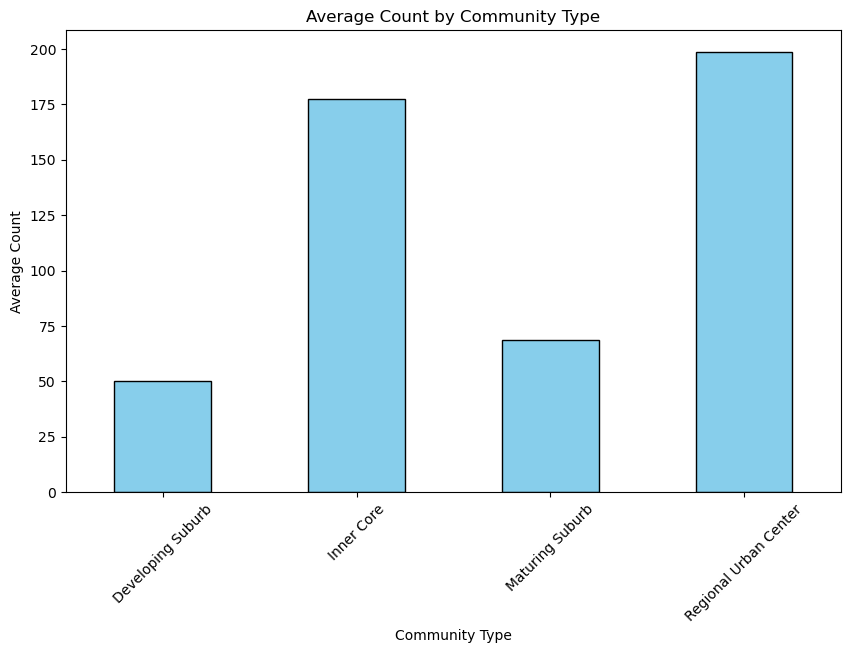 Average Count by Community Type
Average Count
200
175
150
125
100
75
50
25
0
Developing Suburb
Inner Core
Maturing Suburb
Regional Urban Center
Community Type